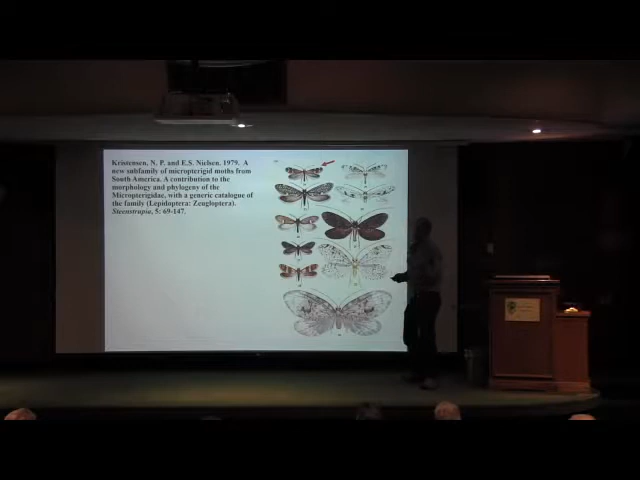 Kristensen, N. P. and E.S. Nielsen. 1979. A
new subfamily of micropterigid moths from
South America. A contribution to the
morphology and phylogeny of the
Micropterigidae, with a generic catalogue of
the family (Lepidoptera: Zeugloptera).
Steenstrupia, 5: 69-147.